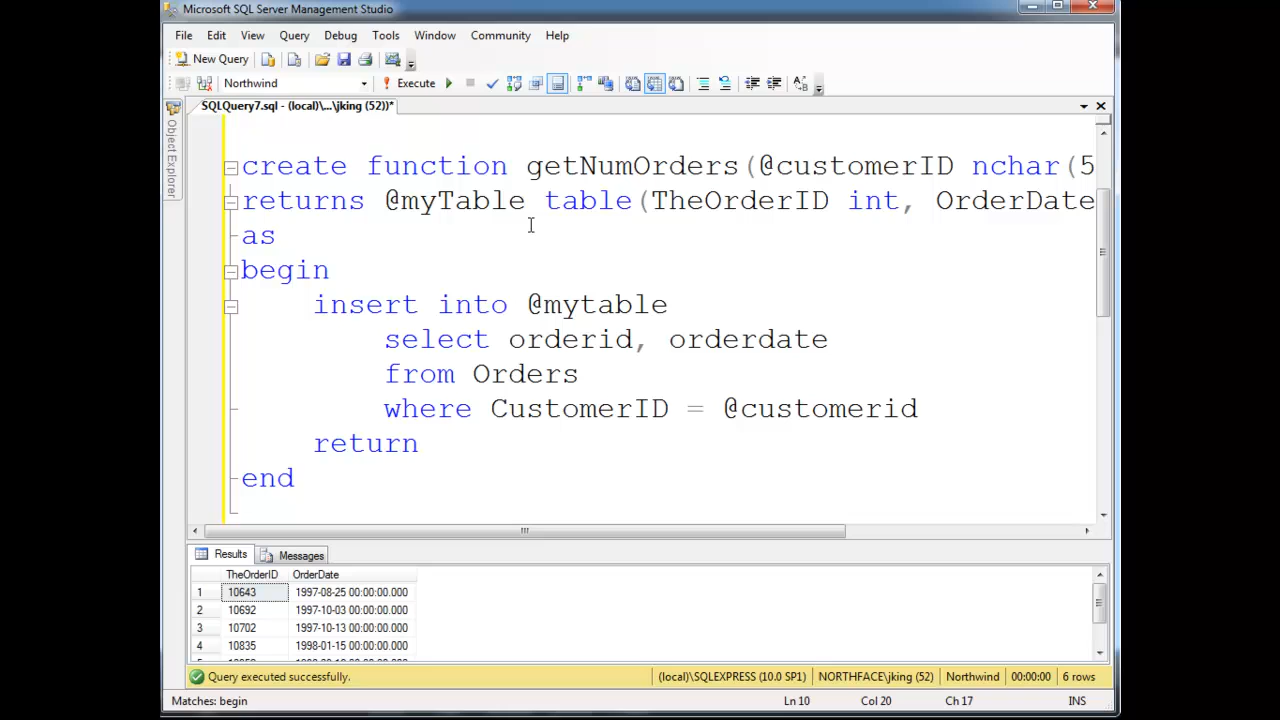 Microsoft SQL Server Management Studio
File Edit View Query Debug Tools Window Community Help
New Query
Northwind Execute
SQLQuery7.sql - (local)\...\jking (52))*
Object Explorer
create function getNumOrders(@customerID nchar(5
returns @myTable table(TheOrderID int, OrderDate
as
begin
insert into @mytable
select orderid, orderdate
from Orders
where CustomerID = @customerid
return
end
Results Messages
TheOrderID OrderDate
1 10643 1997-08-25 00:00:00.000
2 10692 1997-10-03 00:00:00.000
3 10702 1997-10-13 00:00:00.000
4 10835 1998-01-15 00:00:00.000
Query executed successfully. (local)\SQLEXPRESS (10.0 SP1) NORTHFACE\jking (52) Northwind 00:00:00 6 rows
Matches: begin Ln 10 Col 20 Ch 17 INS